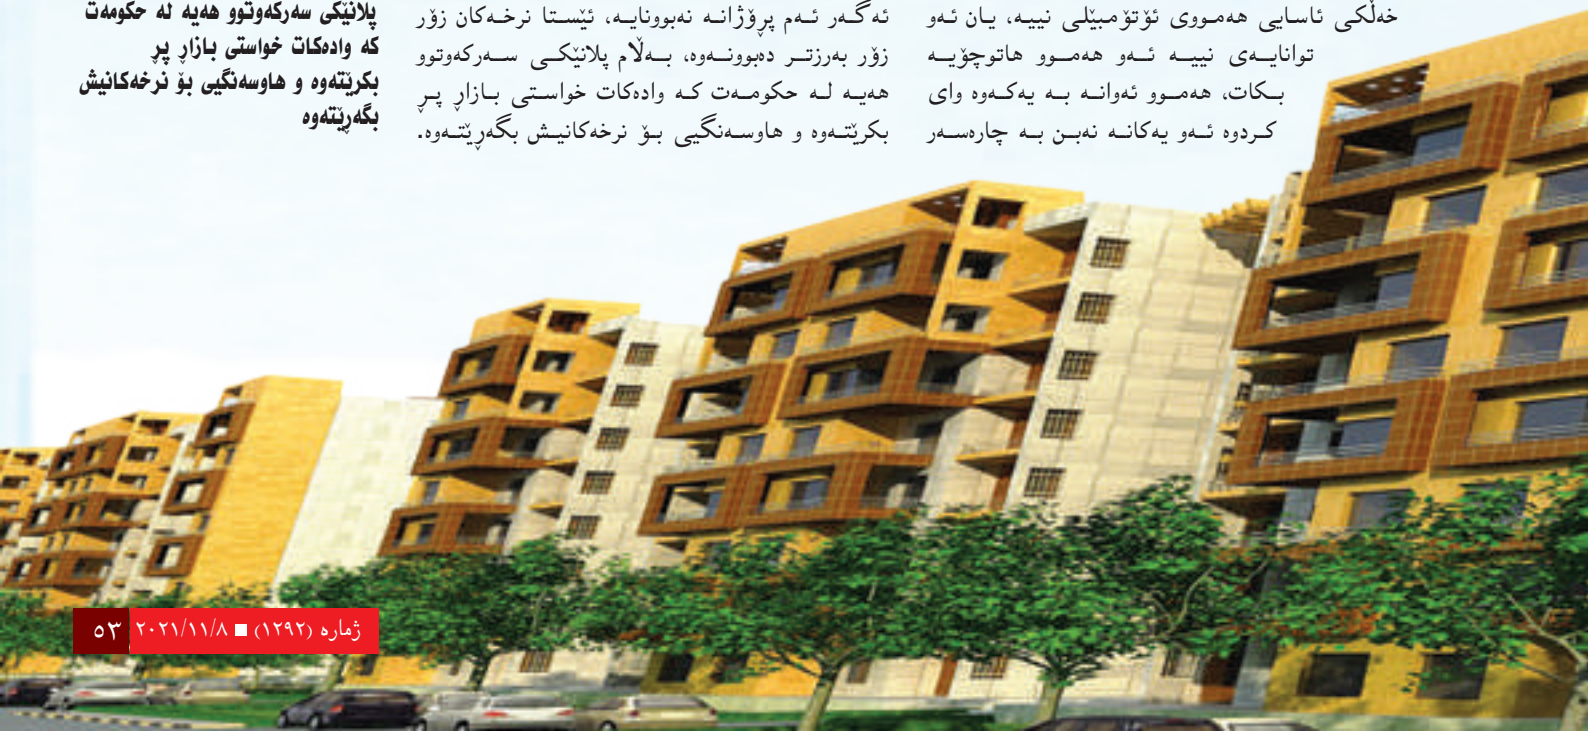 خەڵکی ئاسایی هەمووی ئۆتۆمبێلی نییە، یان ئەو
توانایەی نییە ئەو هەموو هاتوچۆیە
بکات، هەموو ئەوانە بە یەکەوە وای
کردوە ئەو یەکانە نەبن بە چارەسەر
ئەگەر ئەم پڕۆژانە نەبوونایە، ئێستا نرخەکان زۆر
زۆر بەرزتر دەبوونەوە، بەڵام پلانێکی سەرکەوتوو
هەیە لە حکومەت کە وادەکات خواستی بازاڕ پڕ
بکرێتەوە و هاوسەنگیی بۆ نرخەکانیش بگەڕێتەوە.
پلانێکی سەرکەوتوو هەیە لە حکومەت
کە وادەکات خواستی بازاڕ پڕ
بکرێتەوە و هاوسەنگیی بۆ نرخەکانیش
بگەڕێتەوە
ژمارە (١٢٩٢) ■ ٢٠٢١/١١/٨ ٥٣